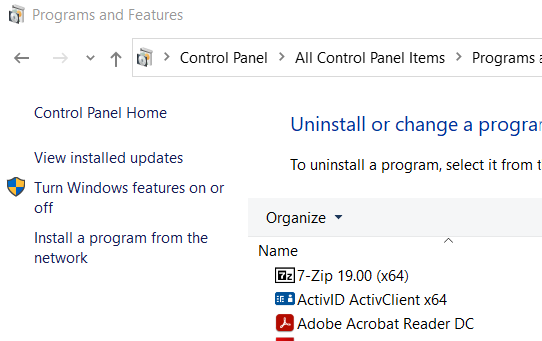 Programs and Features
Control Panel > All Control Panel Items > Programs a
Control Panel Home
View installed updates
Turn Windows features on or
off
Install a program from the
network
Uninstall or change a progra
To uninstall a program, select it from t
Organize
Name
7z 7-Zip 19.00 (x64)
ActivID ActivClient x64
Adobe Acrobat Reader DC